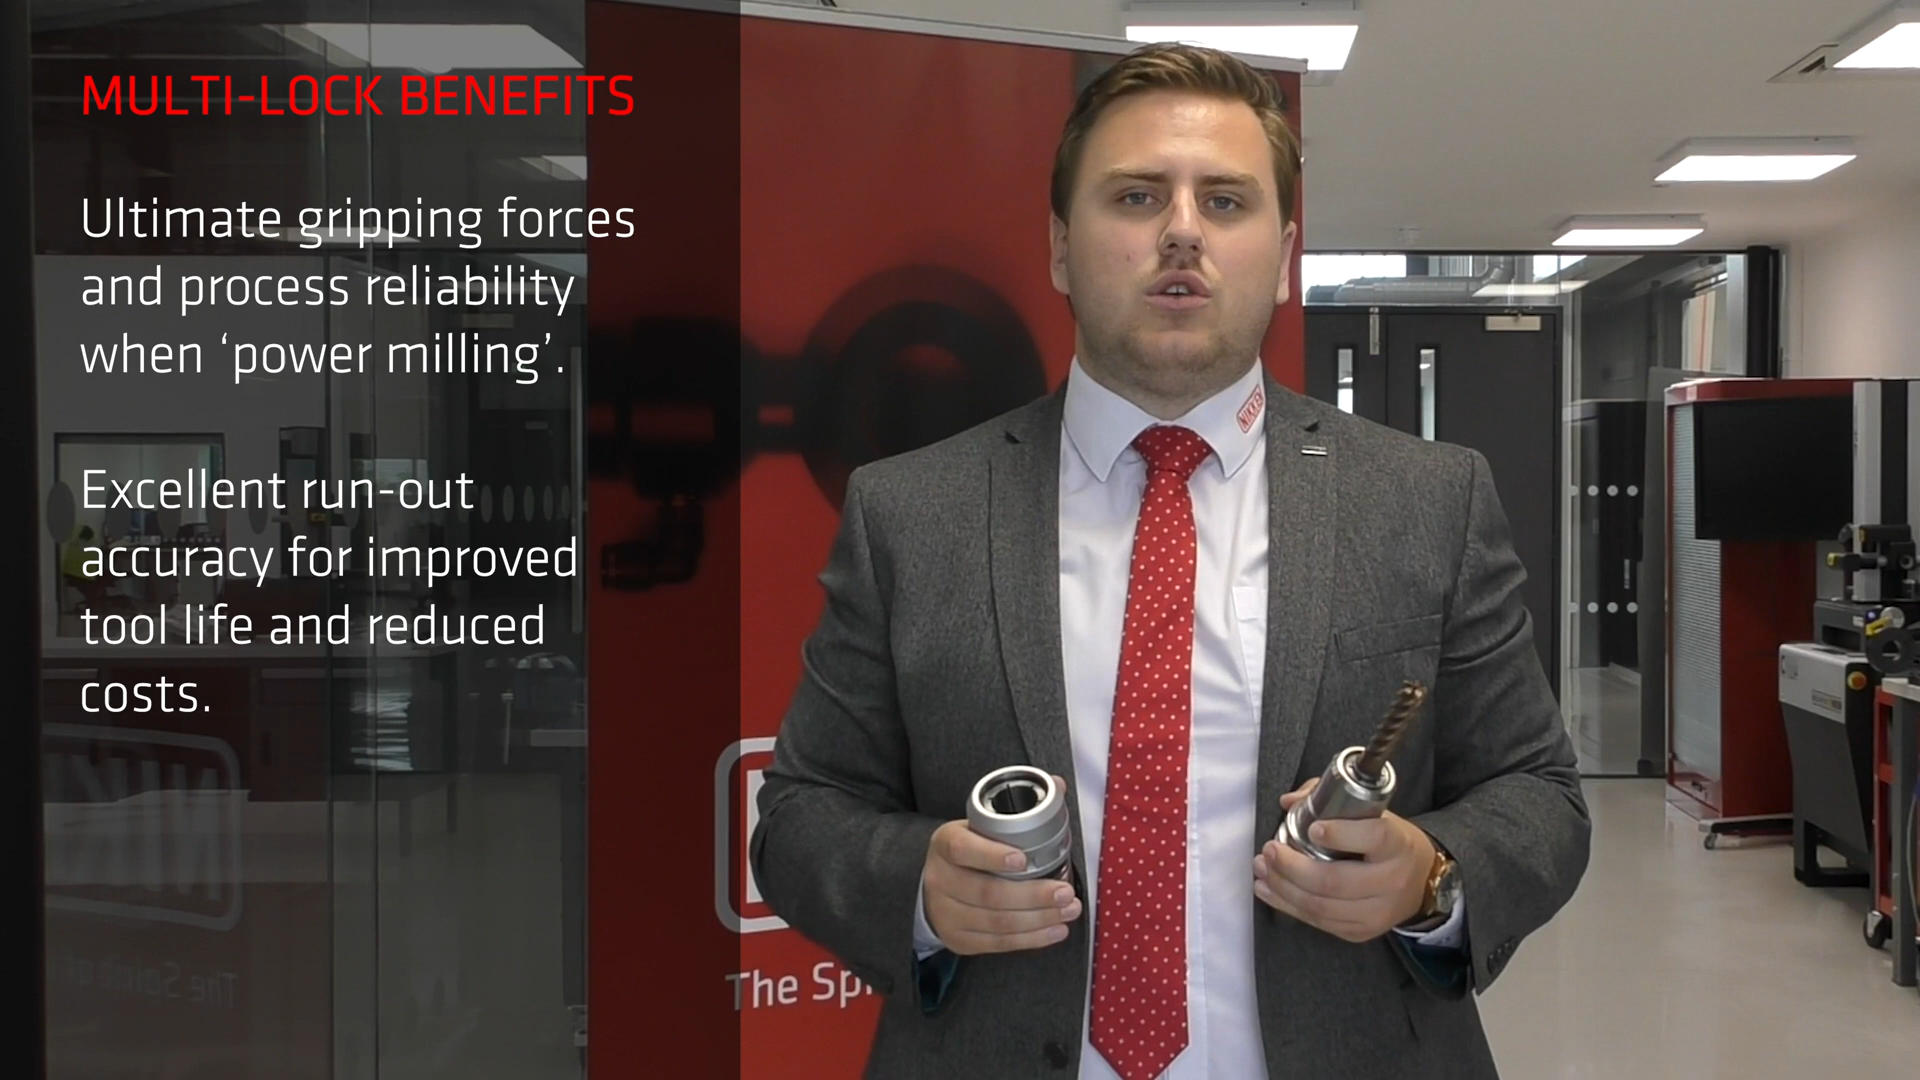 MULTI-LOCK BENEFITS
Ultimate gripping forces
and process reliability
when ‘power milling’.
Excellent run-out
accuracy for improved
tool life and reduced
costs.
NIKKEN
The